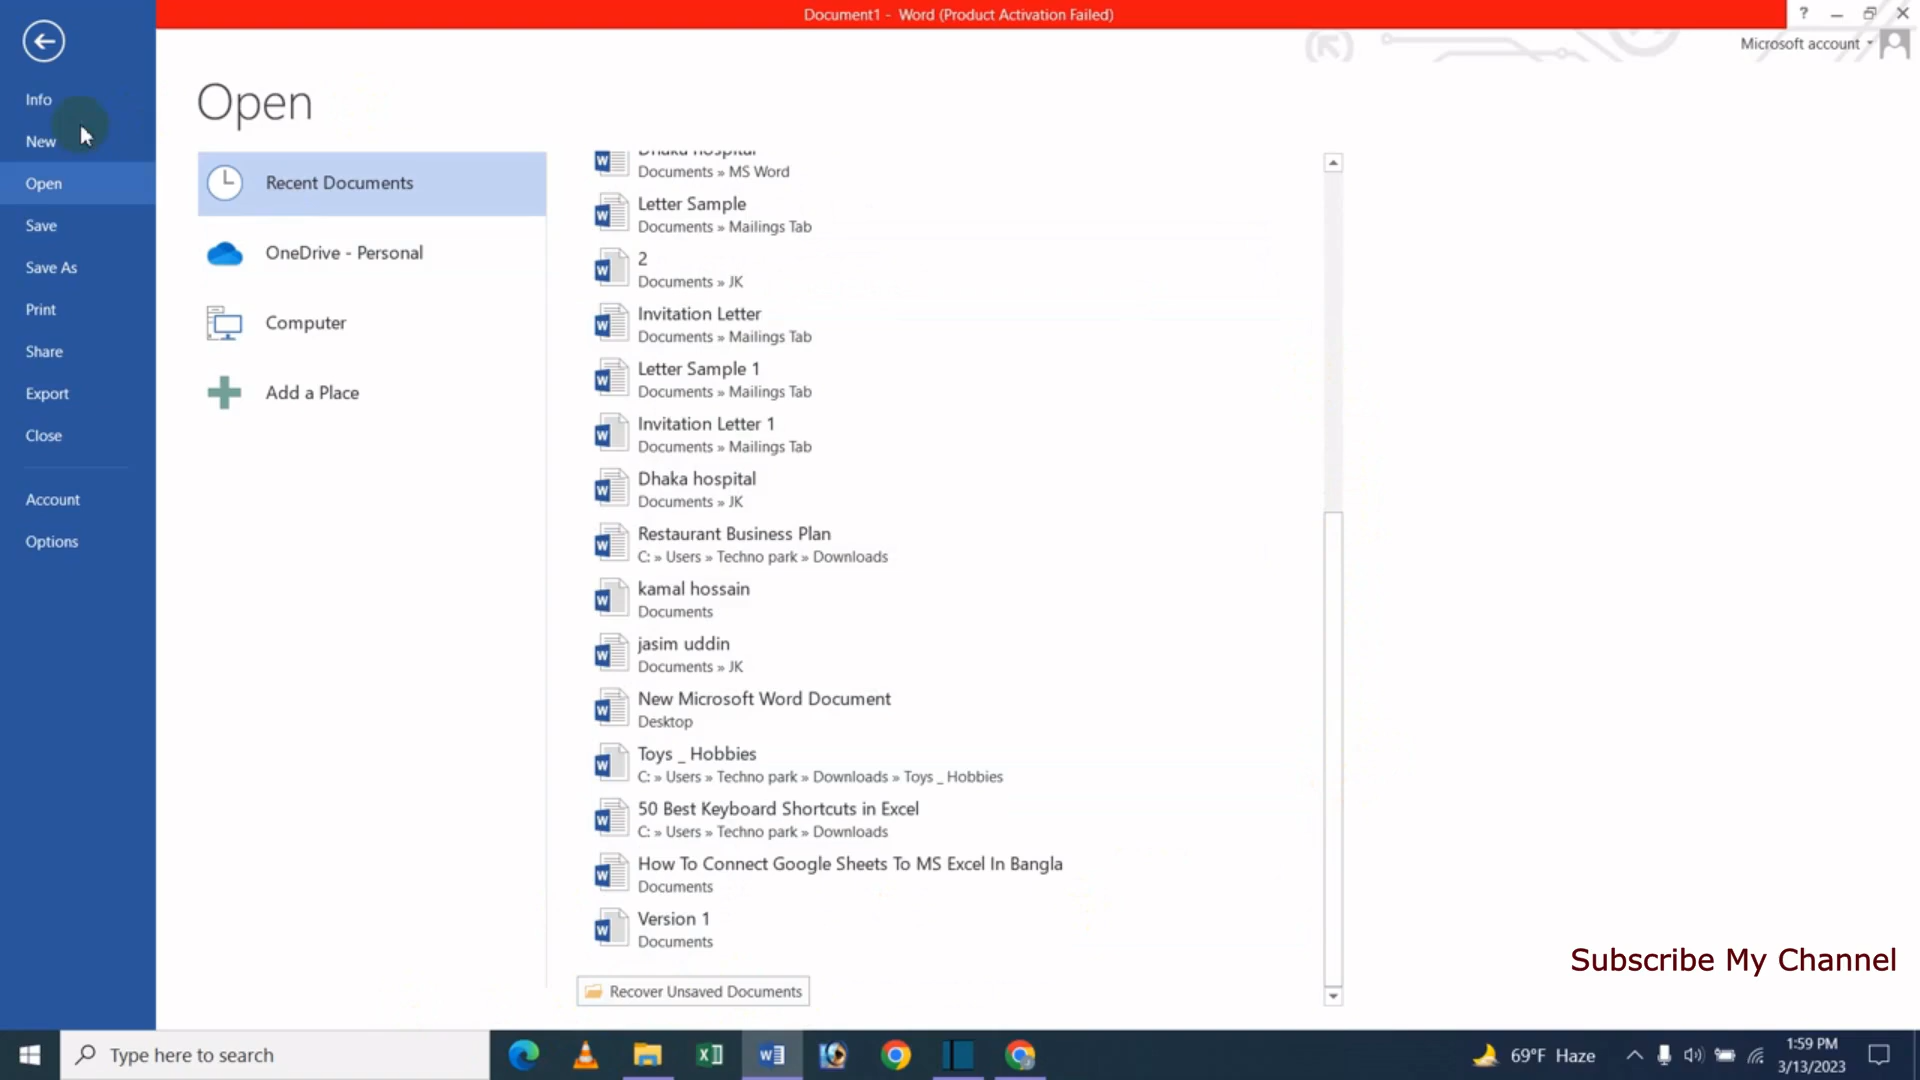 Document1 - Word (Product Activation Failed)
?
Microsoft account
Info
New
Open
Save
Save As
Print
Share
Export
Close
Account
Options
Open
Recent Documents
OneDrive - Personal
Computer
Add a Place
Dhaka hospital
Documents » MS Word
Letter Sample
Documents » Mailings Tab
2
Documents » JK
Invitation Letter
Documents » Mailings Tab
Letter Sample 1
Documents » Mailings Tab
Invitation Letter 1
Documents » Mailings Tab
Dhaka hospital
Documents » JK
Restaurant Business Plan
C: » Users » Techno park » Downloads
kamal hossain
Documents
jasim uddin
Documents » JK
New Microsoft Word Document
Desktop
Toys _ Hobbies
C: » Users » Techno park » Downloads » Toys _ Hobbies
50 Best Keyboard Shortcuts in Excel
C: » Users » Techno park » Downloads
How To Connect Google Sheets To MS Excel In Bangla
Documents
Version 1
Documents
Recover Unsaved Documents
Subscribe My Channel
Type here to search
69°F Haze
1:59 PM
3/13/2023